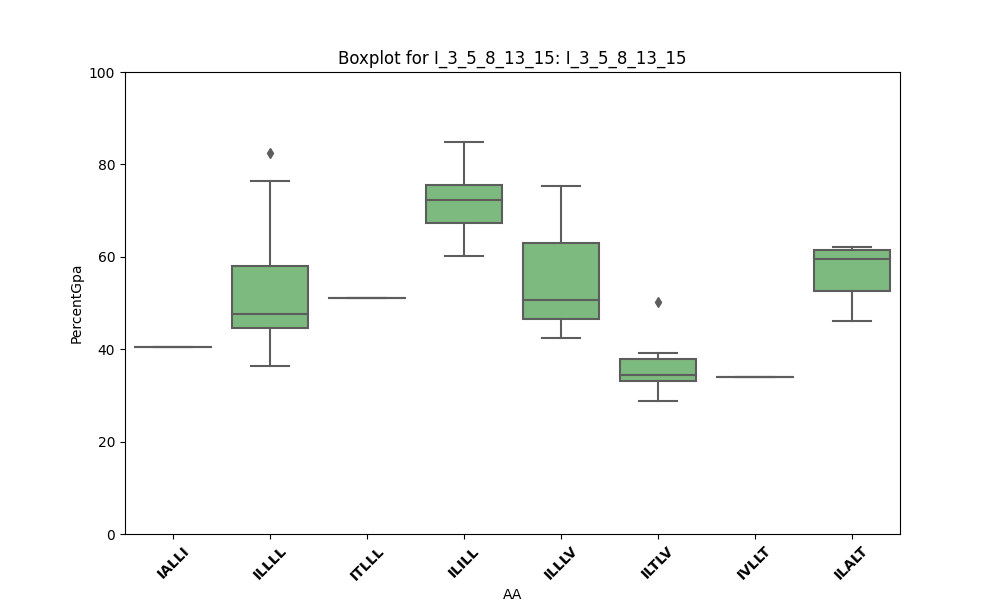 Boxplot for I_3_5_8_13_15: I_3_5_8_13_15
100
80
60
40
20
0
PercentGpa
IALLI
ILLLL
ITLLL
ILILL
ILLLV
ILTLV
IVLLT
ILALT
AA